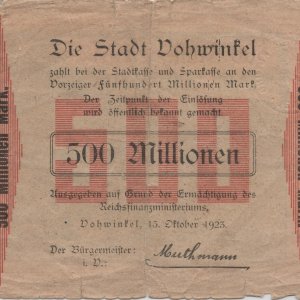 Die Stadt Vohwinkel
zahlt bei der Stadtkasse und Sparkasse an den
Vorzeiger Fünfhundert Millionen Mark.
Der Zeitpunkt der Einlösung
wird öffentlich bekannt gemacht.
500
500 Millionen
Ausgegeben auf Grund der Ermächtigung des
Reichsfinanzministeriums.
Vohwinkel, 15. Oktober 1923.
Der Bürgermeister:
i. V.:
Muthmann
500 Millionen Mark.